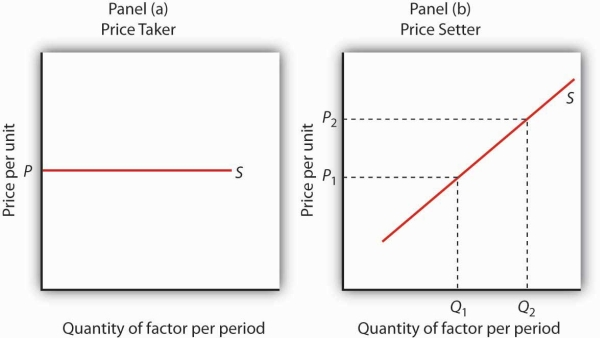 Panel (a)
Price Taker
Price per unit
P
S
Quantity of factor per period
Panel (b)
Price Setter
Price per unit
P2
P1
S
Q1
Q2
Quantity of factor per period